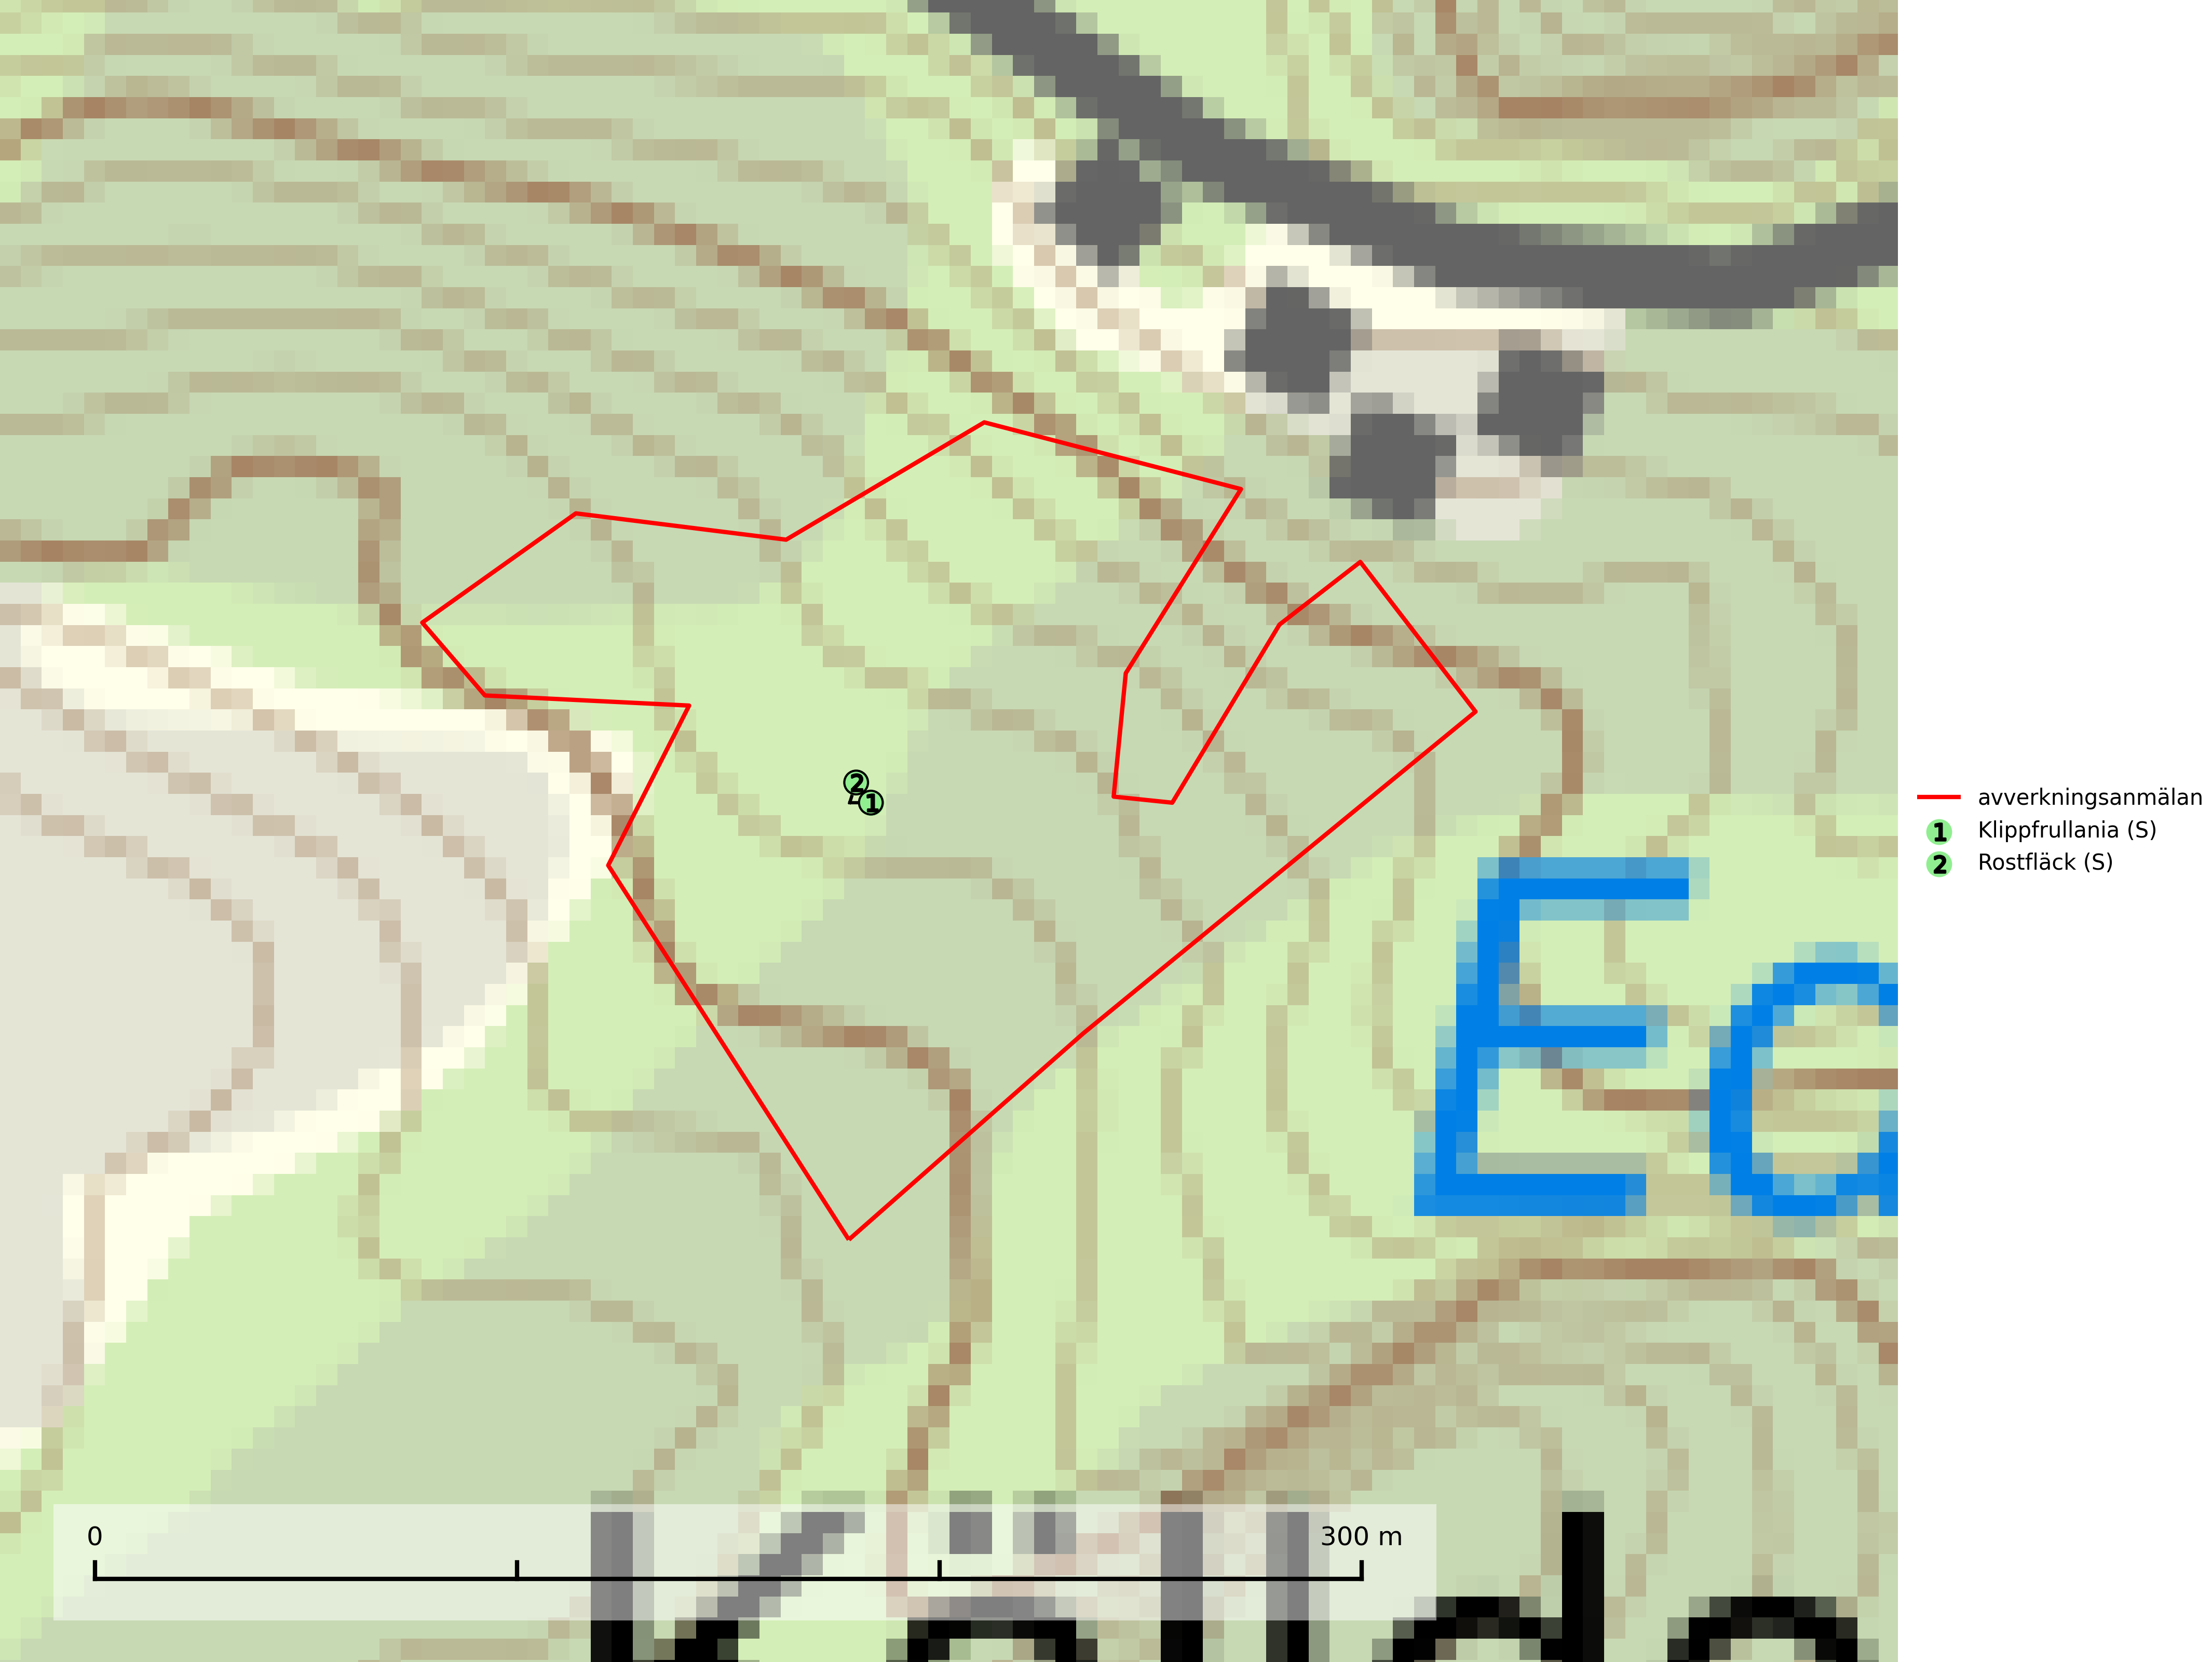 2
1
avverkningsanmälan
1 Klippfrullania (S)
2 Rostfläck (S)
0 300 m